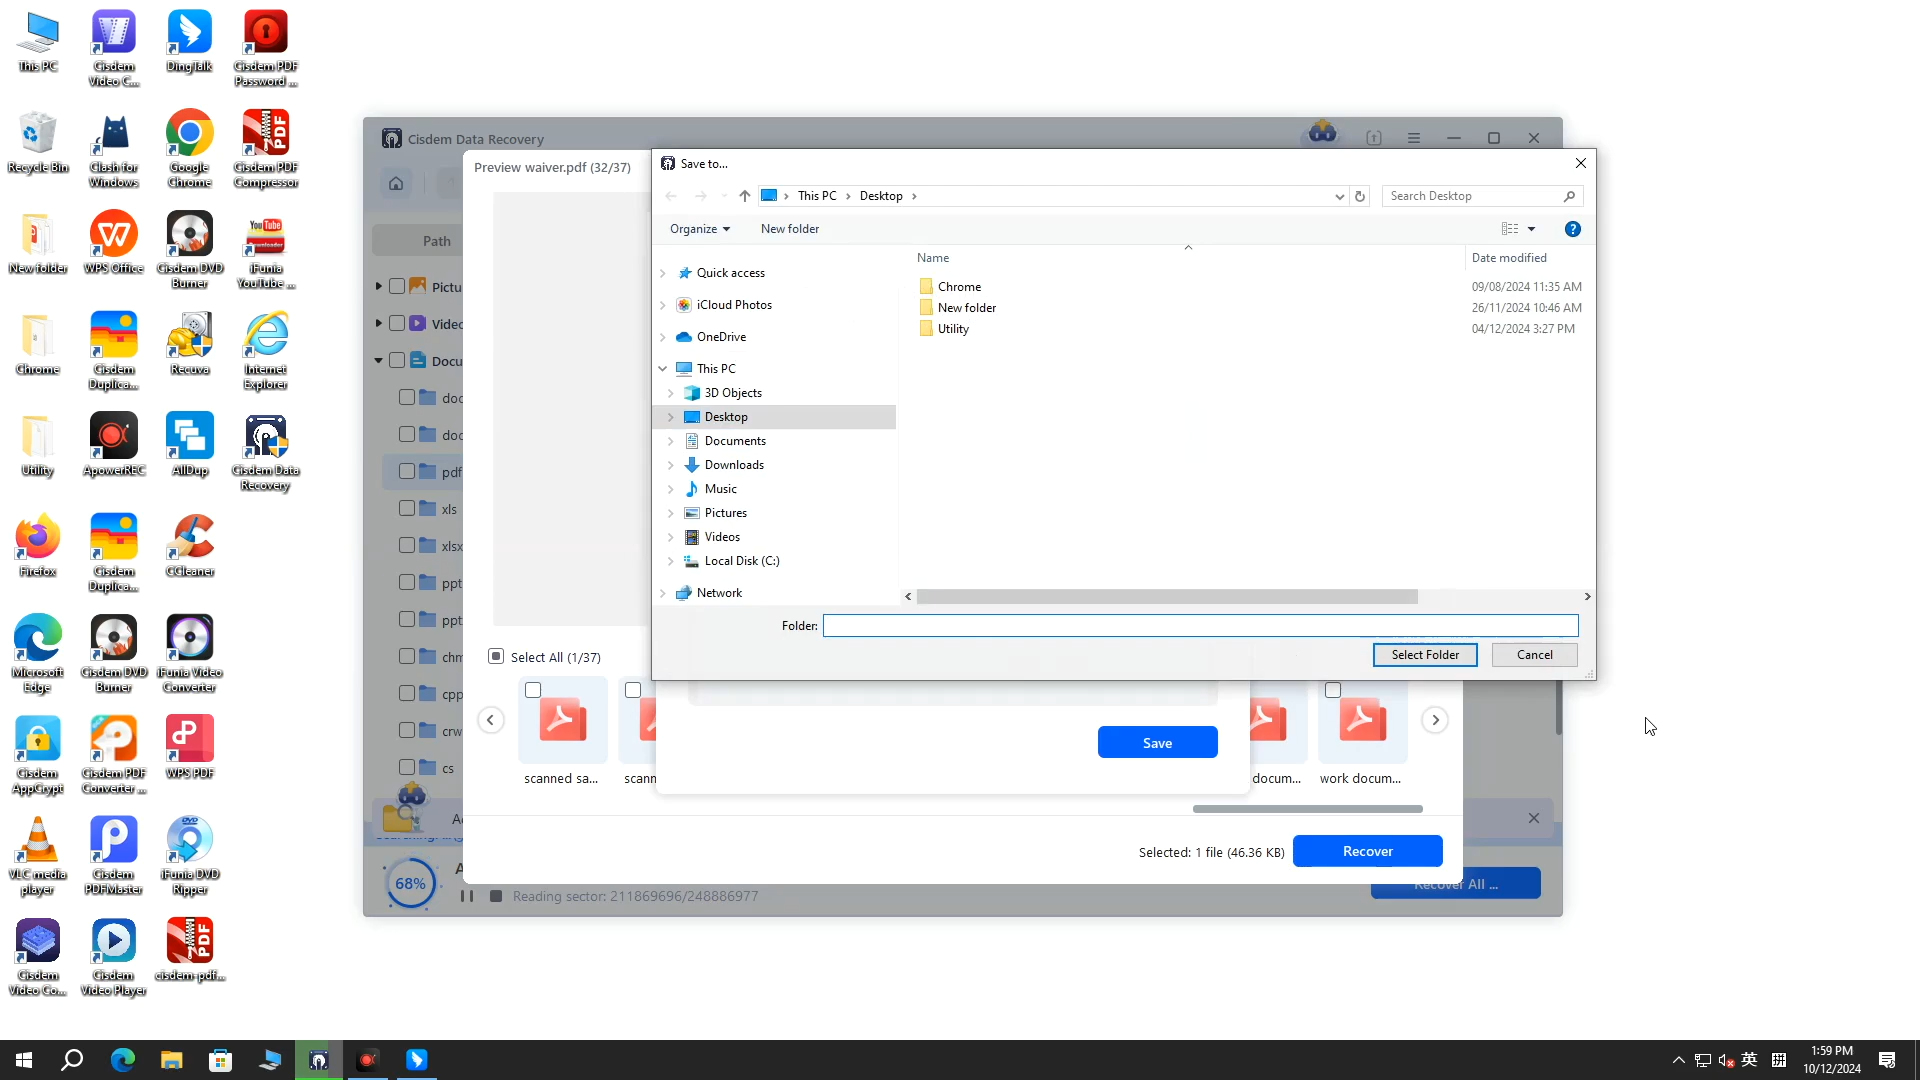 This PC
Cisdem
Video C...
DingTalk
Cisdem PDF
Password ...
Recycle Bin
Clash for
Windows
Google
Chrome
Cisdem PDF
Compressor
New folder
WPS Office
Cisdem DVD
Burner
iFunia
YouTube ...
Chrome
Cisdem
Duplica...
Recuva
Internet
Explorer
Utility
ApowerREC
AllDup
Cisdem Data
Recovery
Firefox
Cisdem
Duplica...
CCleaner
Microsoft
Edge
Cisdem DVD
Burner
iFunia Video
Converter
Cisdem
AppCrypt
Cisdem PDF
Converter ...
WPS PDF
VLC media
player
Cisdem
PDFMaster
iFunia DVD
Ripper
Cisdem
Video Co...
Cisdem
Video Player
cisdem-pdf...
Cisdem Data Recovery
Path
Pictu
Video
Docu
doc
doc
pdf
xls
xlsx
ppt
ppt
chm
cpp
crw
cs
68%
Reading sector: 211869696/248886977
Recover All ...
Preview waiver.pdf (32/37)
Select All (1/37)
scanned sa...
scann
docum...
work docum...
Selected: 1 file (46.36 KB)
Recover
Save
Save to...
This PC
Desktop
Search Desktop
Organize
New folder
Quick access
iCloud Photos
OneDrive
This PC
3D Objects
Desktop
Documents
Downloads
Music
Pictures
Videos
Local Disk (C:)
Network
Name
Date modified
Chrome
09/08/2024 11:35 AM
New folder
26/11/2024 10:46 AM
Utility
04/12/2024 3:27 PM
Folder:
Select Folder
Cancel
英
拼
1:59 PM
10/12/2024